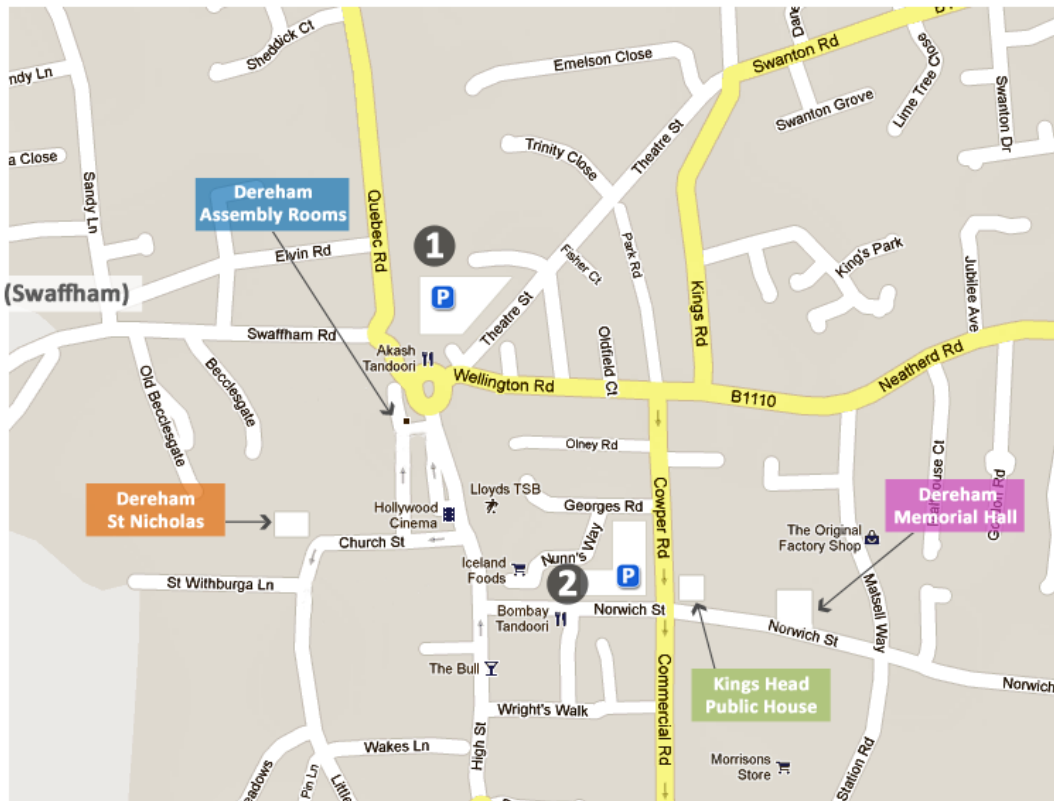 Sheddick Ct
Emelson Close
Swanton Rd
Lime Tree Close
Swanton Grove
Swanton Dr
ndy Ln
a Close
Sandy Ln
Trinity Close
Theatre St
Dereham
Assembly Rooms
Quebec Rd
Elvin Rd
1
P
Fisher Ct
Park Rd
Kings Rd
King's Park
Jubilee Ave
(Swaffham)
Swaffham Rd
Theatre St
Akash
Tandoori
Oldfield Ct
Neatherd Rd
Wellington Rd
B1110
Becclesgate
Old Becclesgate
Olney Rd
Dereham
St Nicholas
Lloyds TSB
Hollywood
Cinema
Georges Rd
Cowper Rd
Dereham
Memorial Hall
The Original
Factory Shop
Church St
Nunn's Way
Iceland
Foods
2
P
St Withburga Ln
Bombay
Tandoori
Norwich St
Norwich St
Matsell Way
The Bull
Commercial Rd
Kings Head
Public House
Norwich
Wright's Walk
Wakes Ln
High St
Morrisons
Store
Station Rd
eadows
Pin Ln
Little